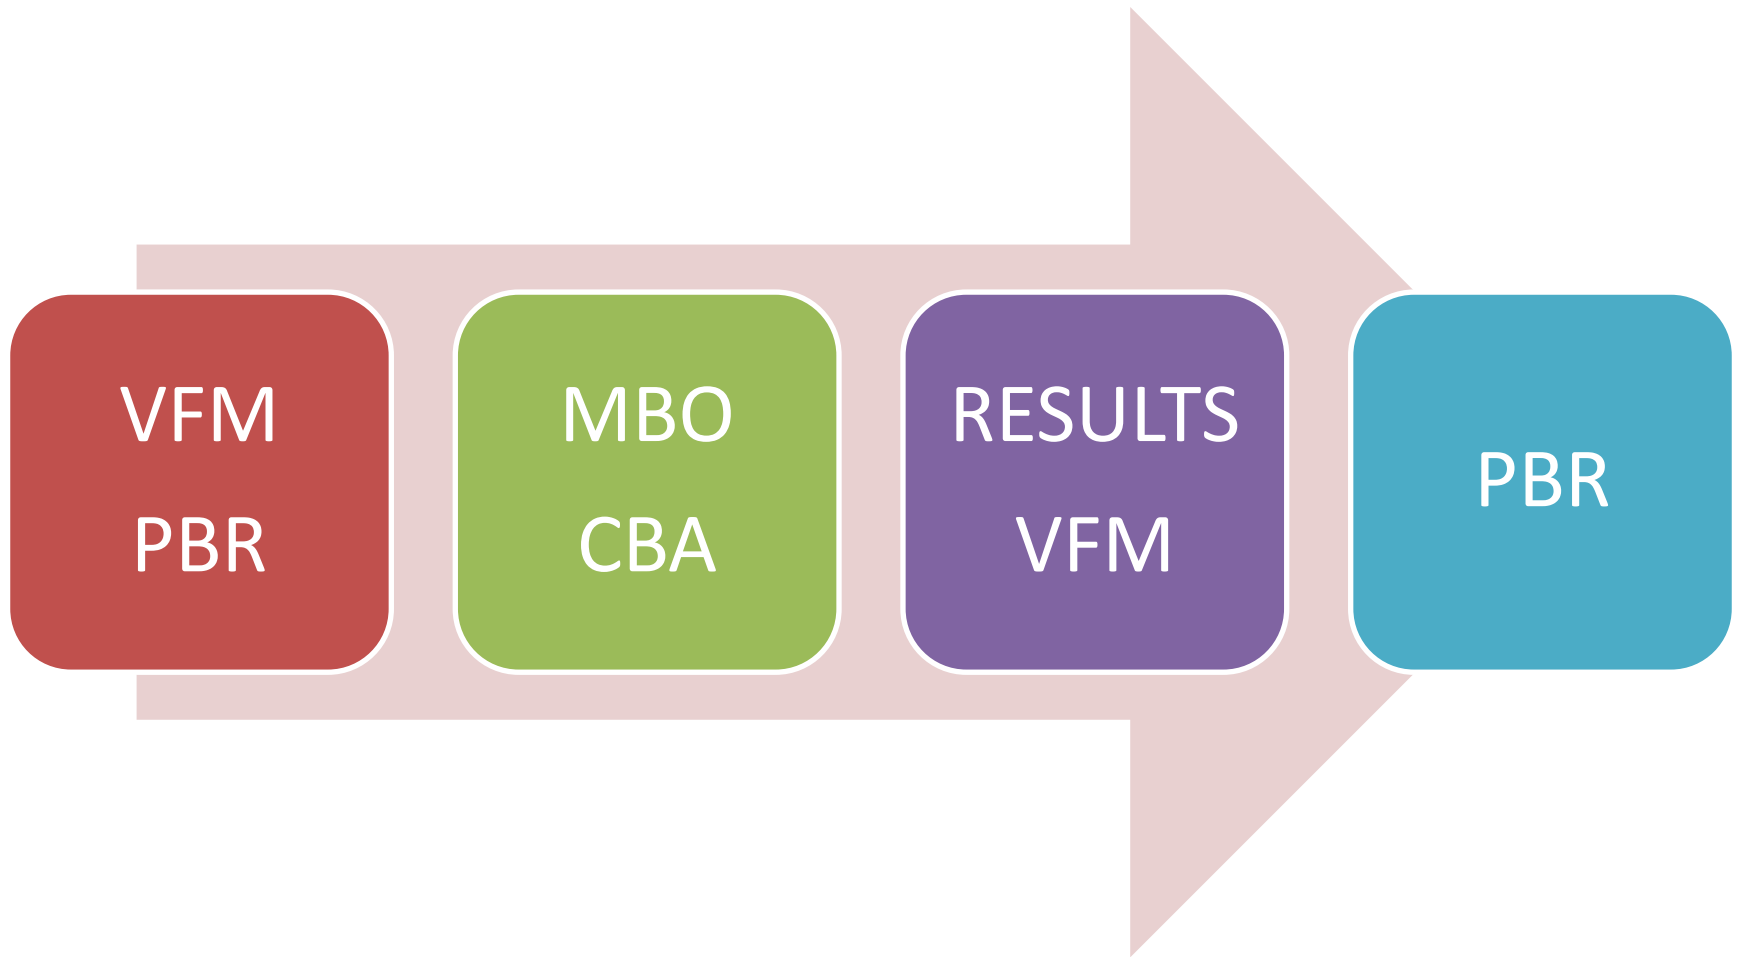 VFM
PBR
MBO
CBA
RESULTS
VFM
PBR